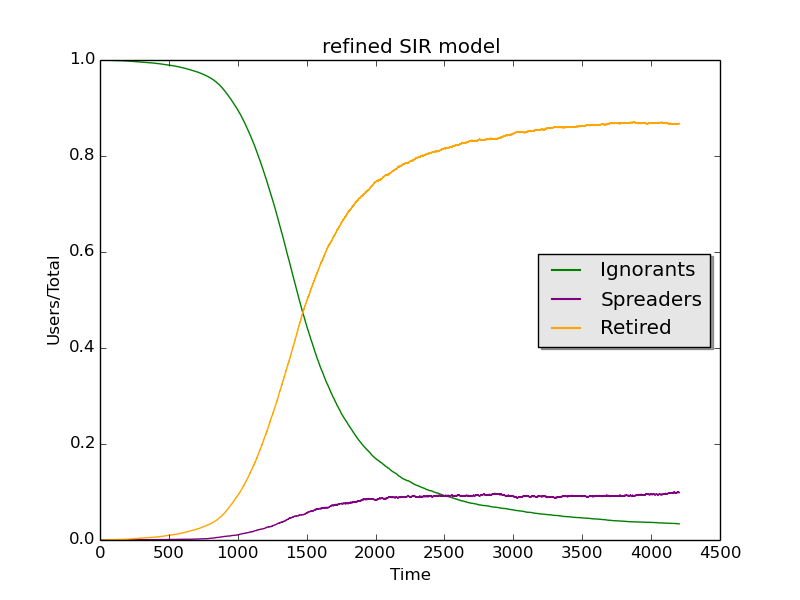 refined SIR model
1.0
0.8
0.6
0.4
0.2
0.0
Users/Total
Ignorants
Spreaders
Retired
0 500 1000 1500 2000 2500 3000 3500 4000 4500
Time